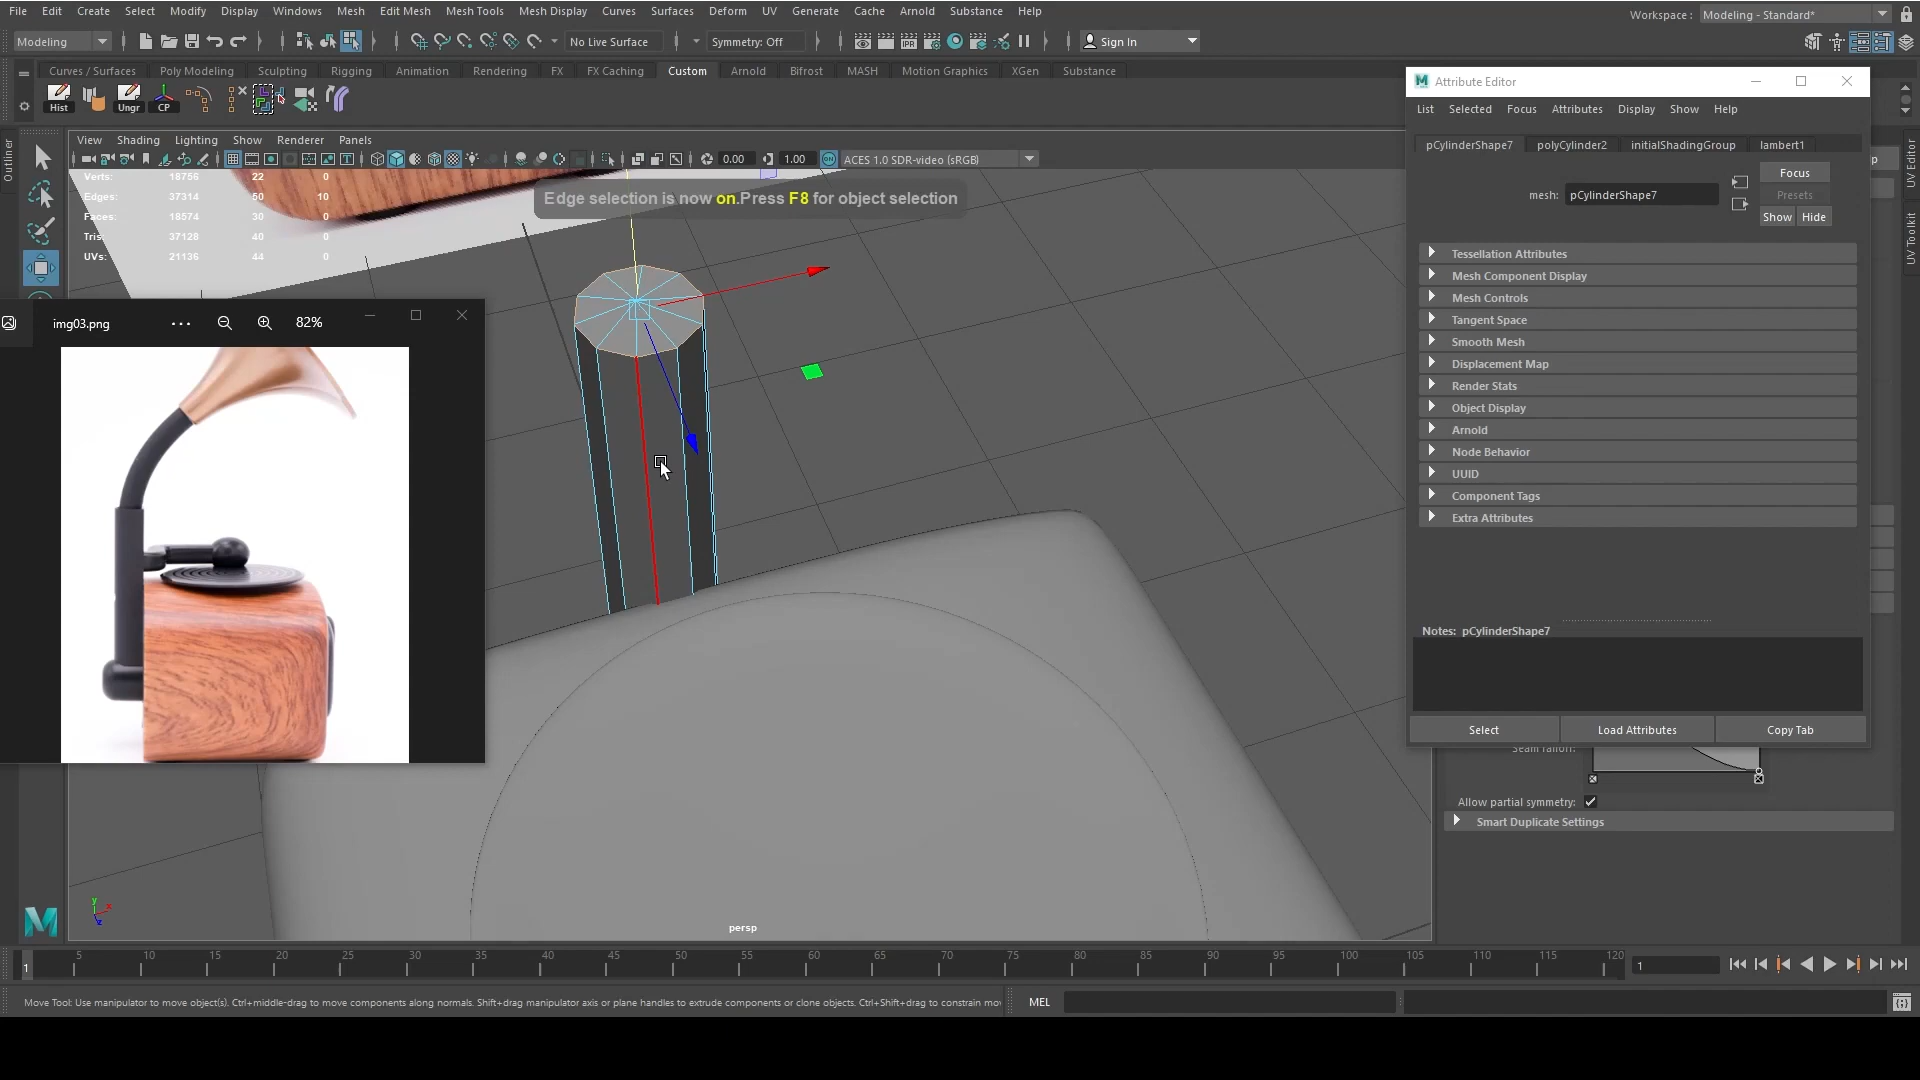 File Edit Create Select Modify Display Windows Mesh Edit Mesh Mesh Tools Mesh Display Curves Surfaces Deform UV Generate Cache Arnold Substance Help
Workspace : Modeling - Standard*
Modeling
No Live Surface
Symmetry: Off
Sign In
Curves / Surfaces Poly Modeling Sculpting Rigging Animation Rendering FX FX Caching Custom Arnold Bifrost MASH Motion Graphics XGen Substance
Hist Ungr CP
View Shading Lighting Show Renderer Panels
0.00 1.00 ON ACES 1.0 SDR-video (sRGB)
Outliner
Verts: 18756 22 0
Edges: 37314 50 10
Faces: 18574 30 0
Tris: 37128 40 0
UVs: 21136 44 0
Edge selection is now on.Press F8 for object selection
img03.png
82%
persp
Attribute Editor
List Selected Focus Attributes Display Show Help
pCylinderShape7 polyCylinder2 initialShadingGroup lambert1
Focus
mesh: pCylinderShape7
Presets
Show Hide
Tessellation Attributes
Mesh Component Display
Mesh Controls
Tangent Space
Smooth Mesh
Displacement Map
Render Stats
Object Display
Arnold
Node Behavior
UUID
Component Tags
Extra Attributes
Notes: pCylinderShape7
Select Load Attributes Copy Tab
Seam falloff:
Allow partial symmetry:
Smart Duplicate Settings
UV Editor
UV Toolkit
5 10 15 20 25 30 35 40 45 50 55 60 65 70 75 80 85 90 95 100 105 110 115 120
1
1
Move Tool: Use manipulator to move object(s). Ctrl+middle-drag to move components along normals. Shift+drag manipulator axis or plane handles to extrude components or clone objects. Ctrl+Shift+drag to constrain mov
MEL